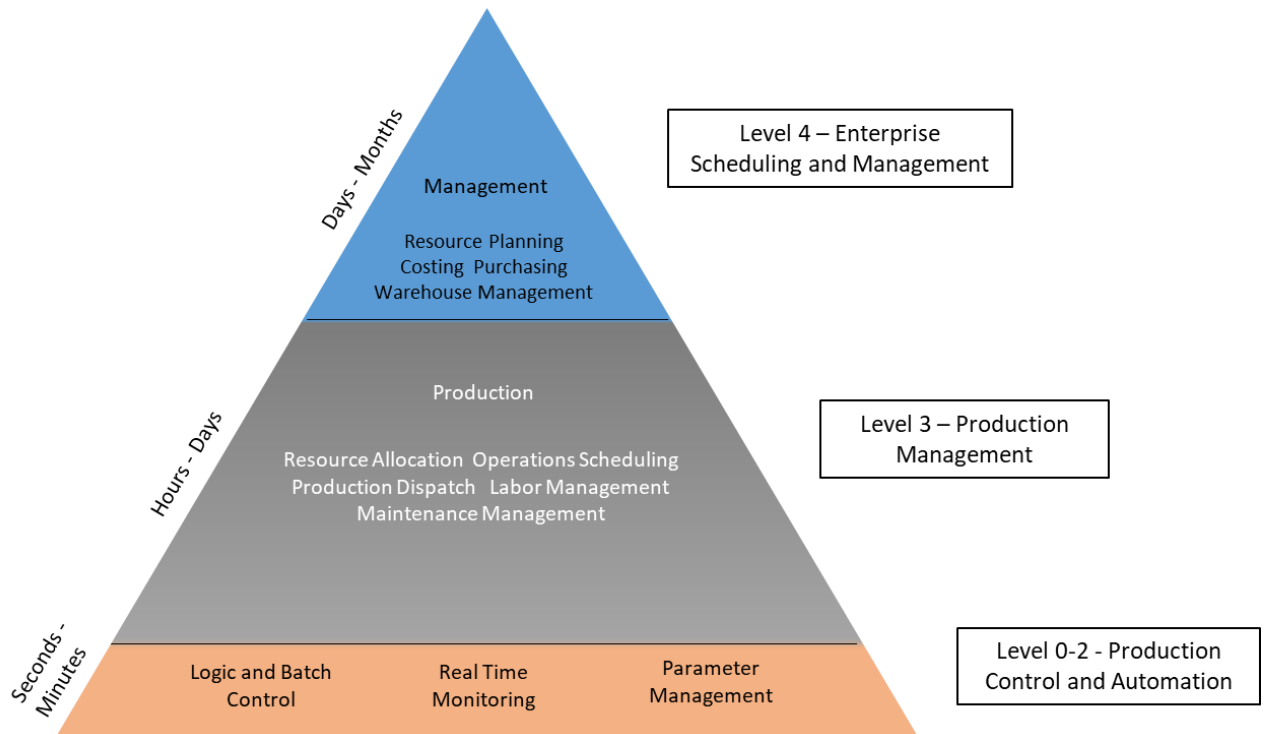 Days - Months
Management
Resource Planning
Costing Purchasing
Warehouse Management
Level 4 – Enterprise
Scheduling and Management
Hours - Days
Production
Resource Allocation Operations Scheduling
Production Dispatch Labor Management
Maintenance Management
Level 3 – Production
Management
Seconds -
Minutes
Logic and Batch
Control
Real Time
Monitoring
Parameter
Management
Level 0-2 - Production
Control and Automation